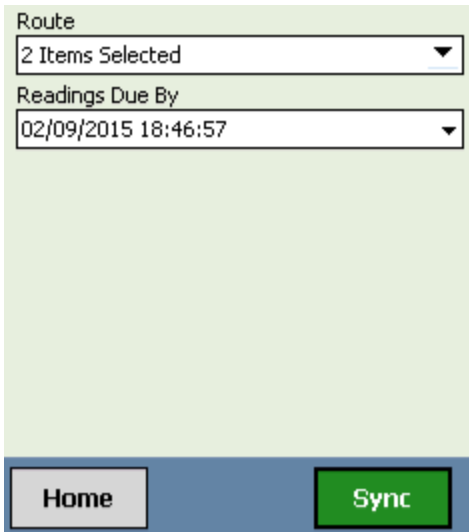 Route
2 Items Selected
Readings Due By
02/09/2015 18:46:57
Home
Sync